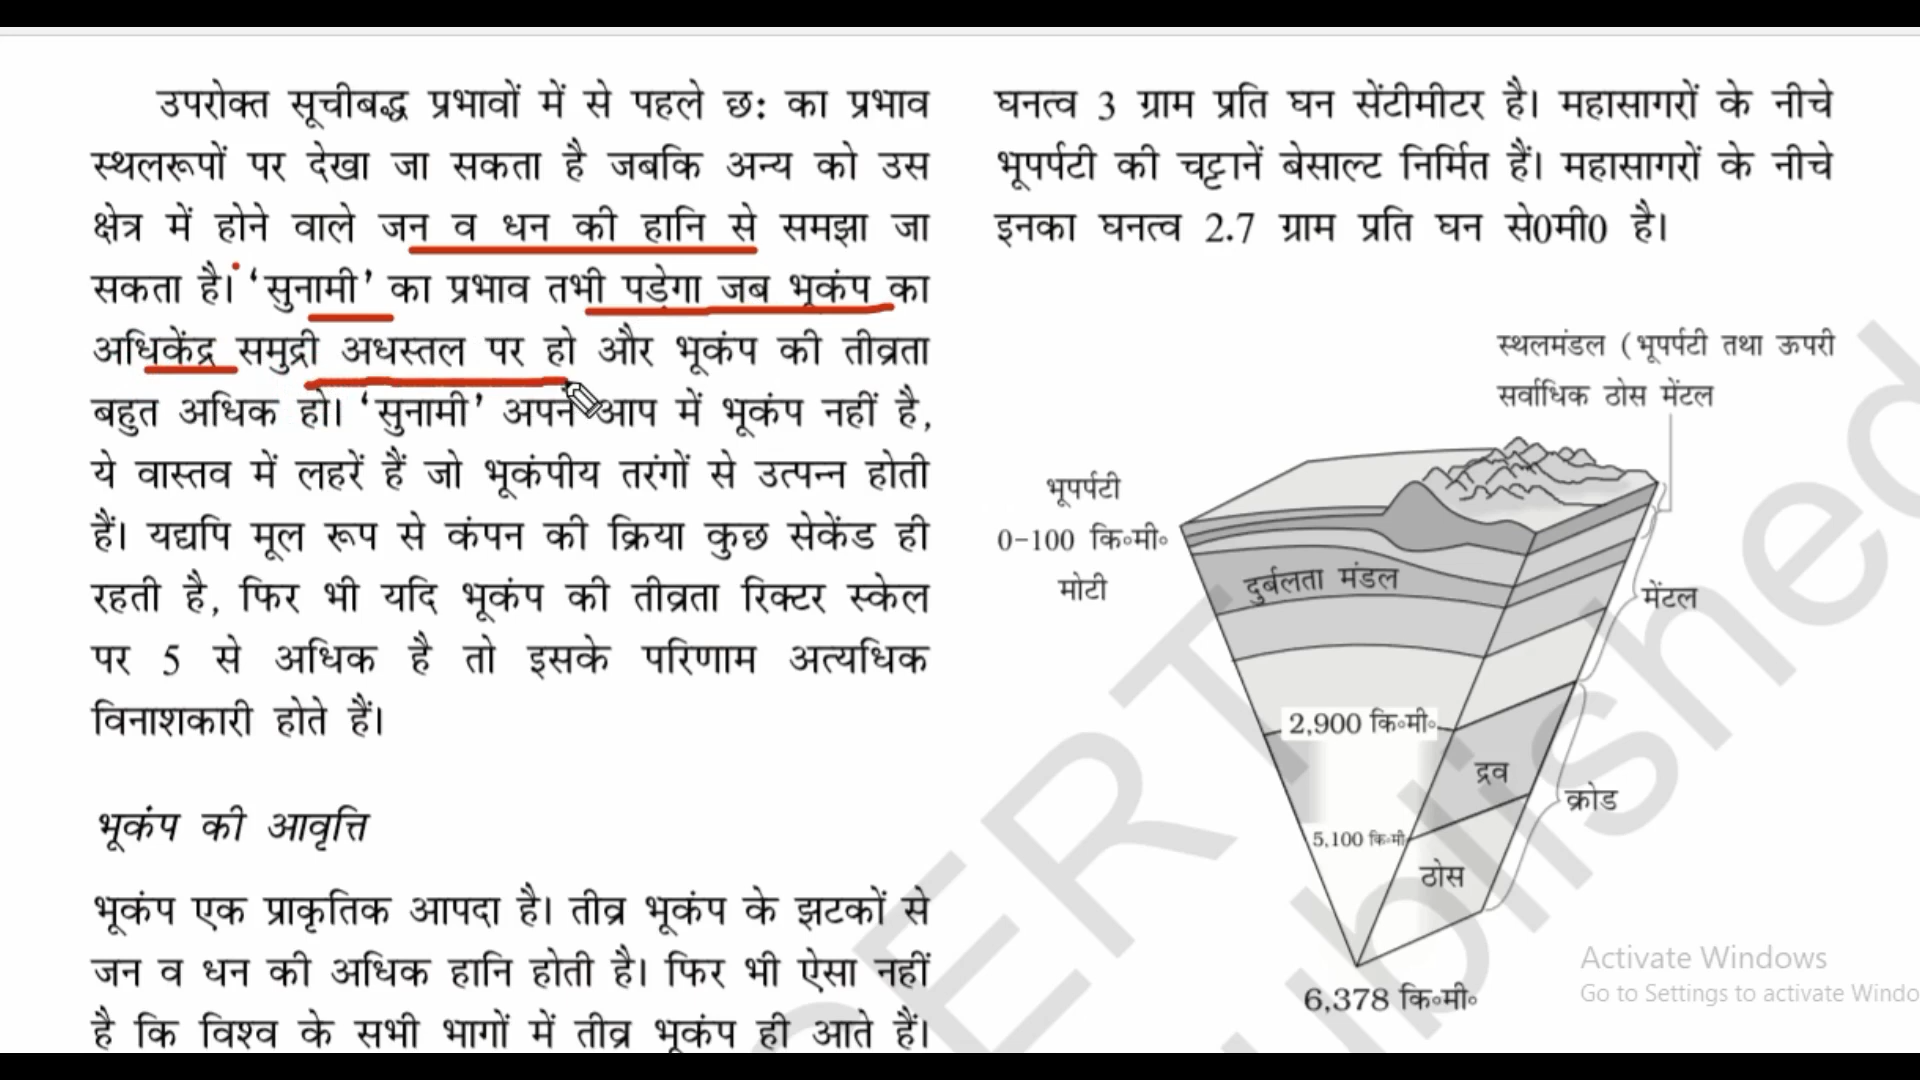 उपरोक्त सूचीबद्ध प्रभावों में से पहले छ: का प्रभाव
स्थलरूपों पर देखा जा सकता है जबकि अन्य को उस
क्षेत्र में होने वाले जन व धन की हानि से समझा जा
सकता है। ‘सुनामी’ का प्रभाव तभी पड़ेगा जब भूकंप का
अधिकेंद्र समुद्री अधस्तल पर हो और भूकंप की तीव्रता
बहुत अधिक हो। ‘सुनामी’ अपने आप में भूकंप नहीं है,
ये वास्तव में लहरें हैं जो भूकंपीय तरंगों से उत्पन्न होती
हैं। यद्यपि मूल रूप से कंपन की क्रिया कुछ सेकेंड ही
रहती है, फिर भी यदि भूकंप की तीव्रता रिक्टर स्केल
पर 5 से अधिक है तो इसके परिणाम अत्यधिक
विनाशकारी होते हैं।
भूकंप की आवृत्ति
भूकंप एक प्राकृतिक आपदा है। तीव्र भूकंप के झटकों से
जन व धन की अधिक हानि होती है। फिर भी ऐसा नहीं
है कि विश्व के सभी भागों में तीव्र भूकंप ही आते हैं।
घनत्व 3 ग्राम प्रति घन सेंटीमीटर है। महासागरों के नीचे
भूपर्पटी की चट्टानें बेसाल्ट निर्मित हैं। महासागरों के नीचे
इनका घनत्व 2.7 ग्राम प्रति घन से0मी0 है।
स्थलमंडल (भूपर्पटी तथा ऊपरी
सर्वाधिक ठोस मेंटल
भूपर्पटी
0-100 कि॰मी॰
मोटी
दुर्बलता मंडल
मेंटल
2,900 कि॰मी॰
द्रव
क्रोड
5,100 कि॰मी॰
ठोस
6,378 कि॰मी॰
Activate Windows
Go to Settings to activate Windo